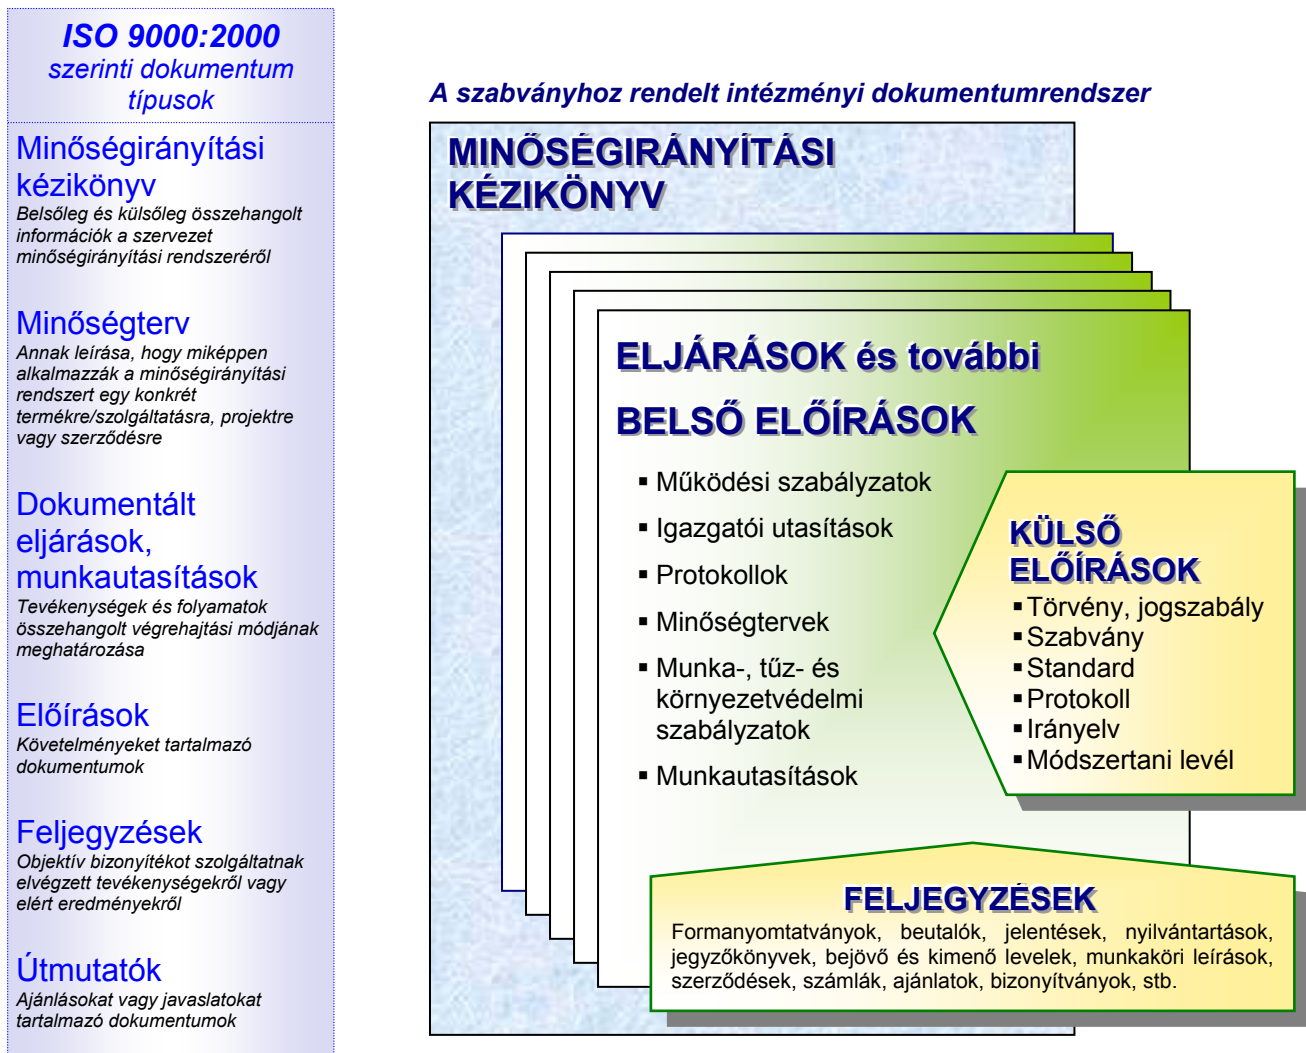 ISO 9000:2000
szerinti dokumentum
típusok
Minőségirányítási
kézikönyv
Belsőleg és külsőleg összehangolt
információk a szervezet
minőségirányítási rendszeréről
Minőségterv
Annak leírása, hogy miképpen
alkalmazzák a minőségirányítási
rendszert egy konkrét
termékre/szolgáltatásra, projektre
vagy szerződésre
Dokumentált
eljárások,
munkautasítások
Tevékenységek és folyamatok
összehangolt végrehajtási módjának
meghatározása
Előírások
Követelményeket tartalmazó
dokumentumok
Feljegyzések
Objektív bizonyítékot szolgáltatnak
elvégzett tevékenységekről vagy
elért eredményekről
Útmutatók
Ajánlásokat vagy javaslatokat
tartalmazó dokumentumok
A szabványhoz rendelt intézményi dokumentumrendszer
MINŐSÉGIRÁNYÍTÁSI
KÉZIKÖNYV
ELJÁRÁSOK és további
BELSŐ ELŐÍRÁSOK
▪ Működési szabályzatok
▪ Igazgatói utasítások
▪ Protokollok
▪ Minőségtervek
▪ Munka-, tűz- és
környezetvédelmi
szabályzatok
▪ Munkautasítások
KÜLSŐ
ELŐÍRÁSOK
▪ Törvény, jogszabály
▪ Szabvány
▪ Standard
▪ Protokoll
▪ Irányelv
▪ Módszertani levél
FELJEGYZÉSEK
Formanyomtatványok, beutalók, jelentések, nyilvántartások,
jegyzőkönyvek, bejövő és kimenő levelek, munkaköri leírások,
szerződések, számlák, ajánlatok, bizonyítványok, stb.